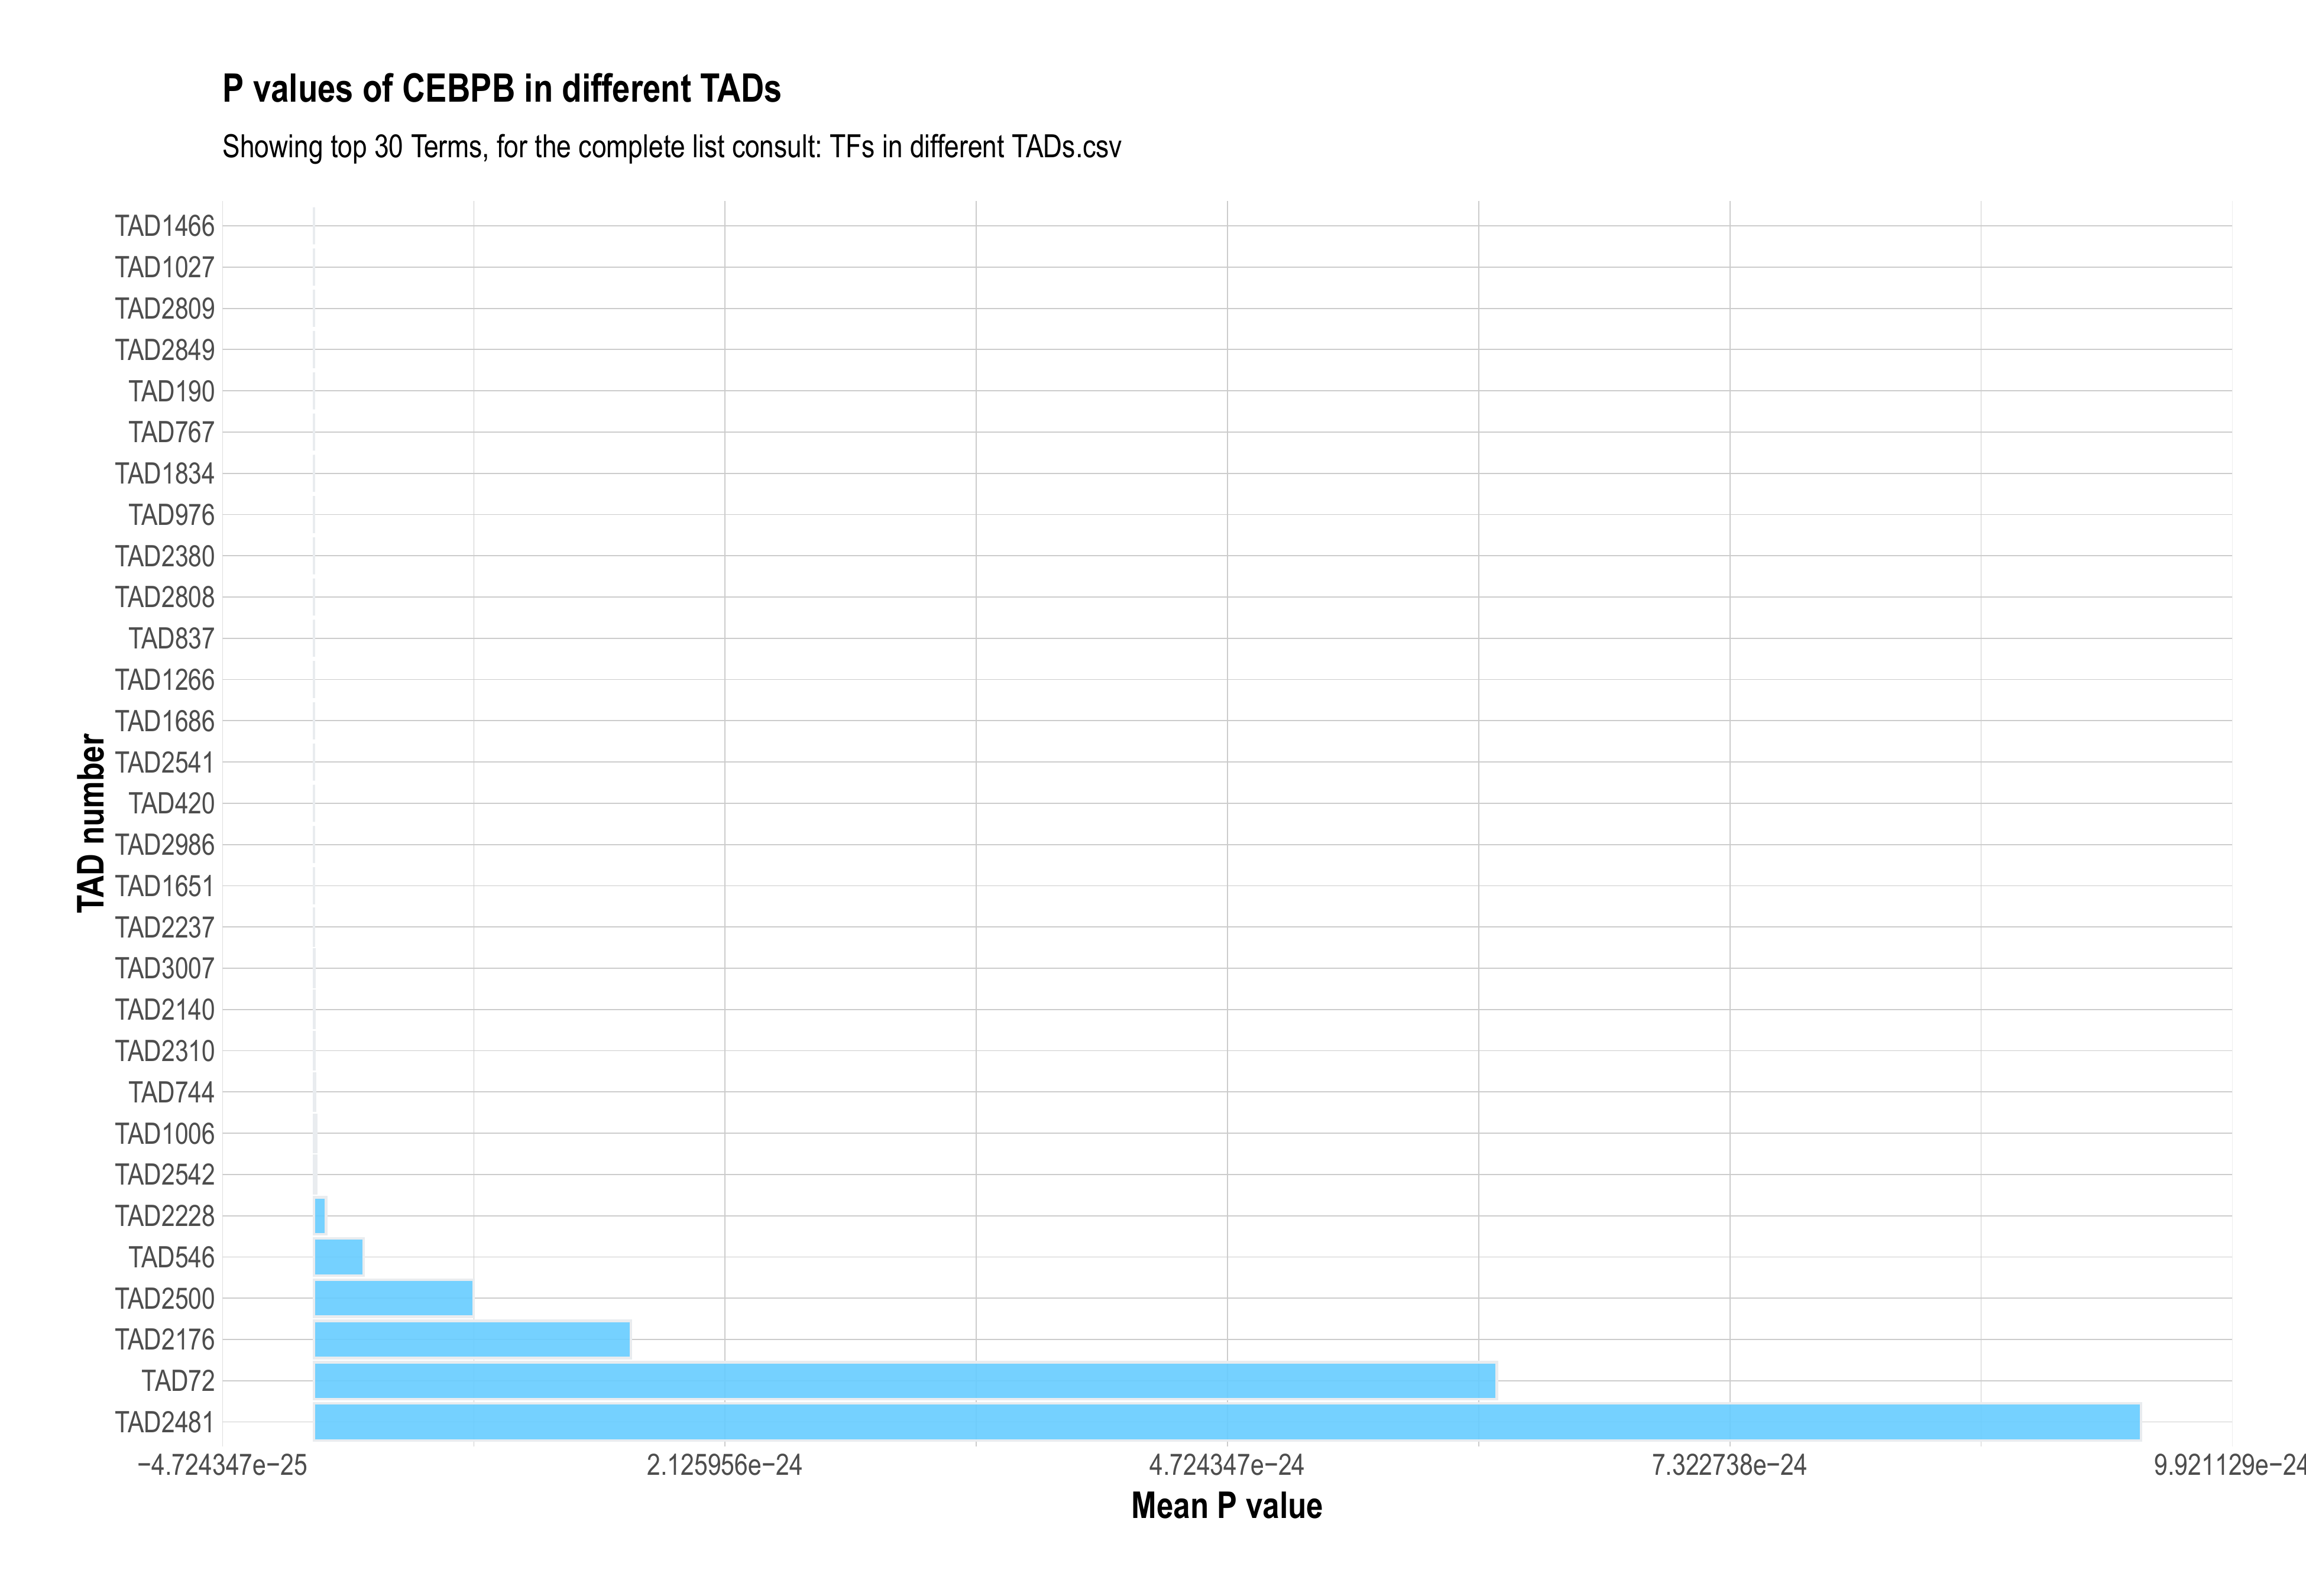 P values of CEBPB in different TADs
Showing top 30 Terms, for the complete list consult: TFs in different TADs.csv
TAD number
TAD1466
TAD1027
TAD2809
TAD2849
TAD190
TAD767
TAD1834
TAD976
TAD2380
TAD2808
TAD837
TAD1266
TAD1686
TAD2541
TAD420
TAD2986
TAD1651
TAD2237
TAD3007
TAD2140
TAD2310
TAD744
TAD1006
TAD2542
TAD2228
TAD546
TAD2500
TAD2176
TAD72
TAD2481
−4.724347e−25 2.125956e−24 4.724347e−24 7.322738e−24 9.921129e−24
Mean P value